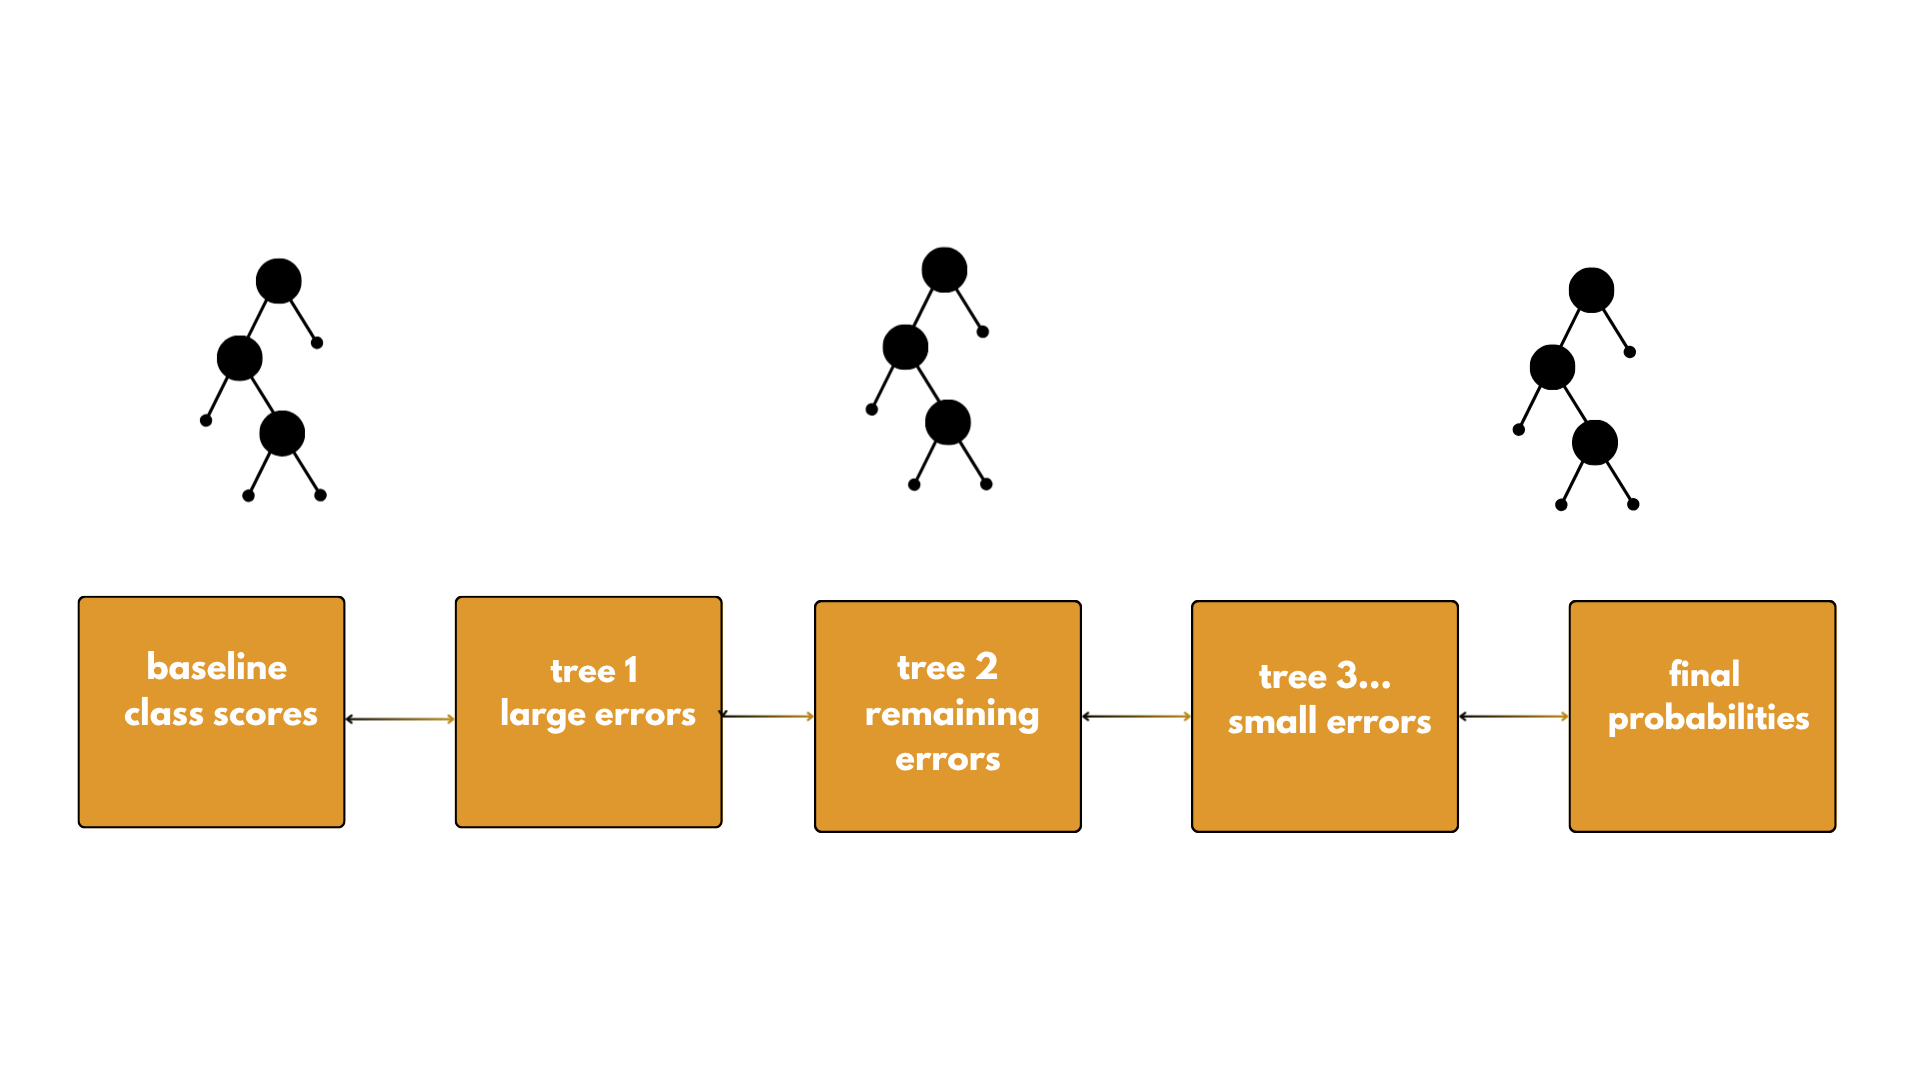 baseline
class scores
tree 1
large errors
tree 2
remaining
errors
tree 3...
small errors
final
probabilities